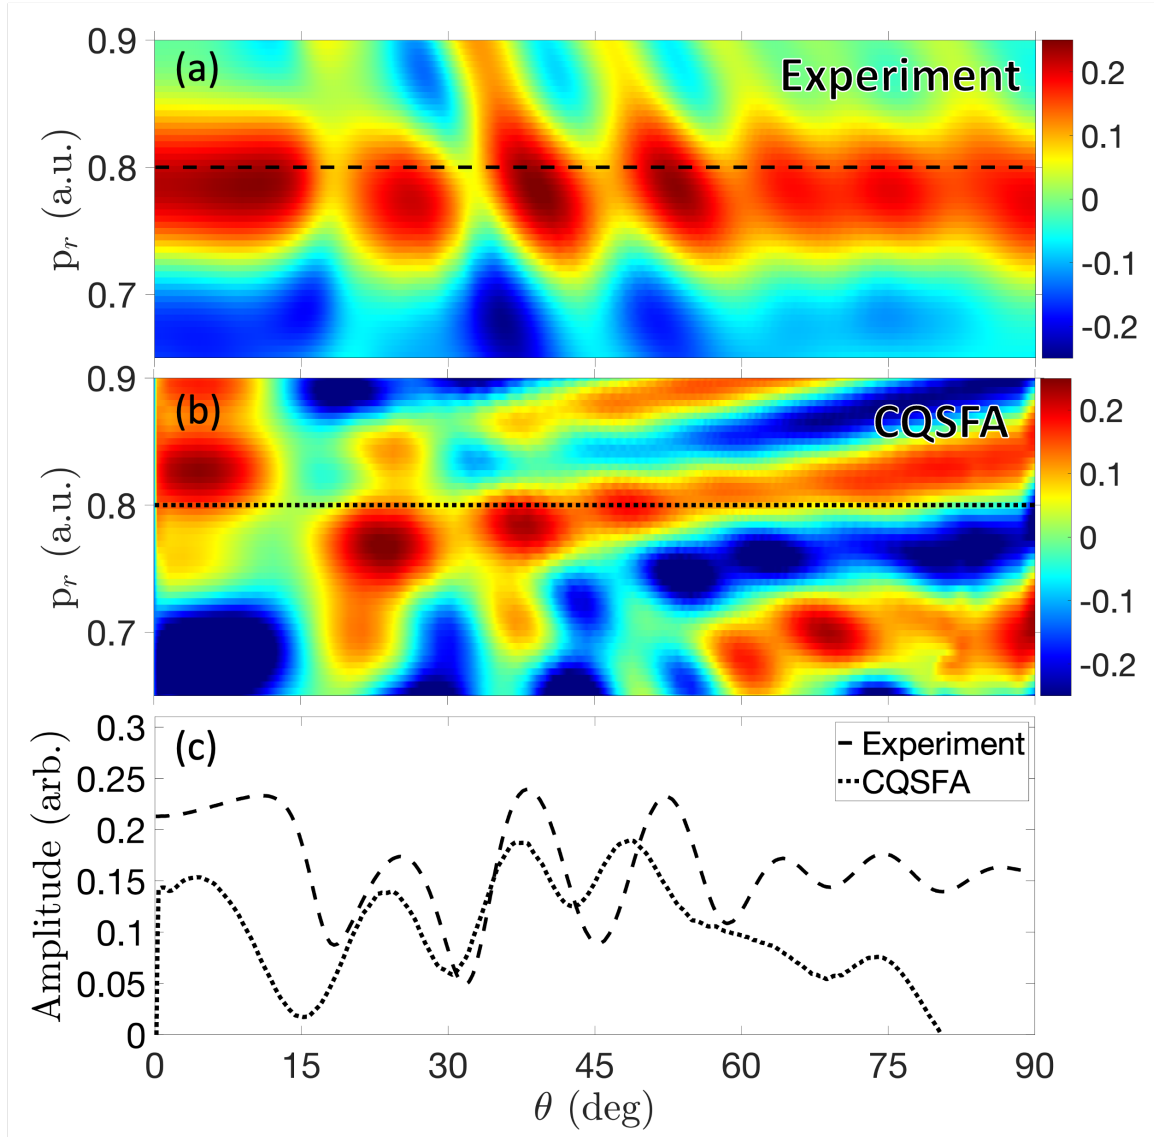 (a)
Experiment
0.9
0.8
0.7
p_r (a.u.)
0.2
0.1
0
-0.1
-0.2
(b)
CQSFA
0.9
0.8
0.7
p_r (a.u.)
0.2
0.1
0
-0.1
-0.2
(c)
Experiment
CQSFA
0.3
0.25
0.2
0.15
0.1
0.05
0
Amplitude (arb.)
0 15 30 45 60 75 90
θ (deg)